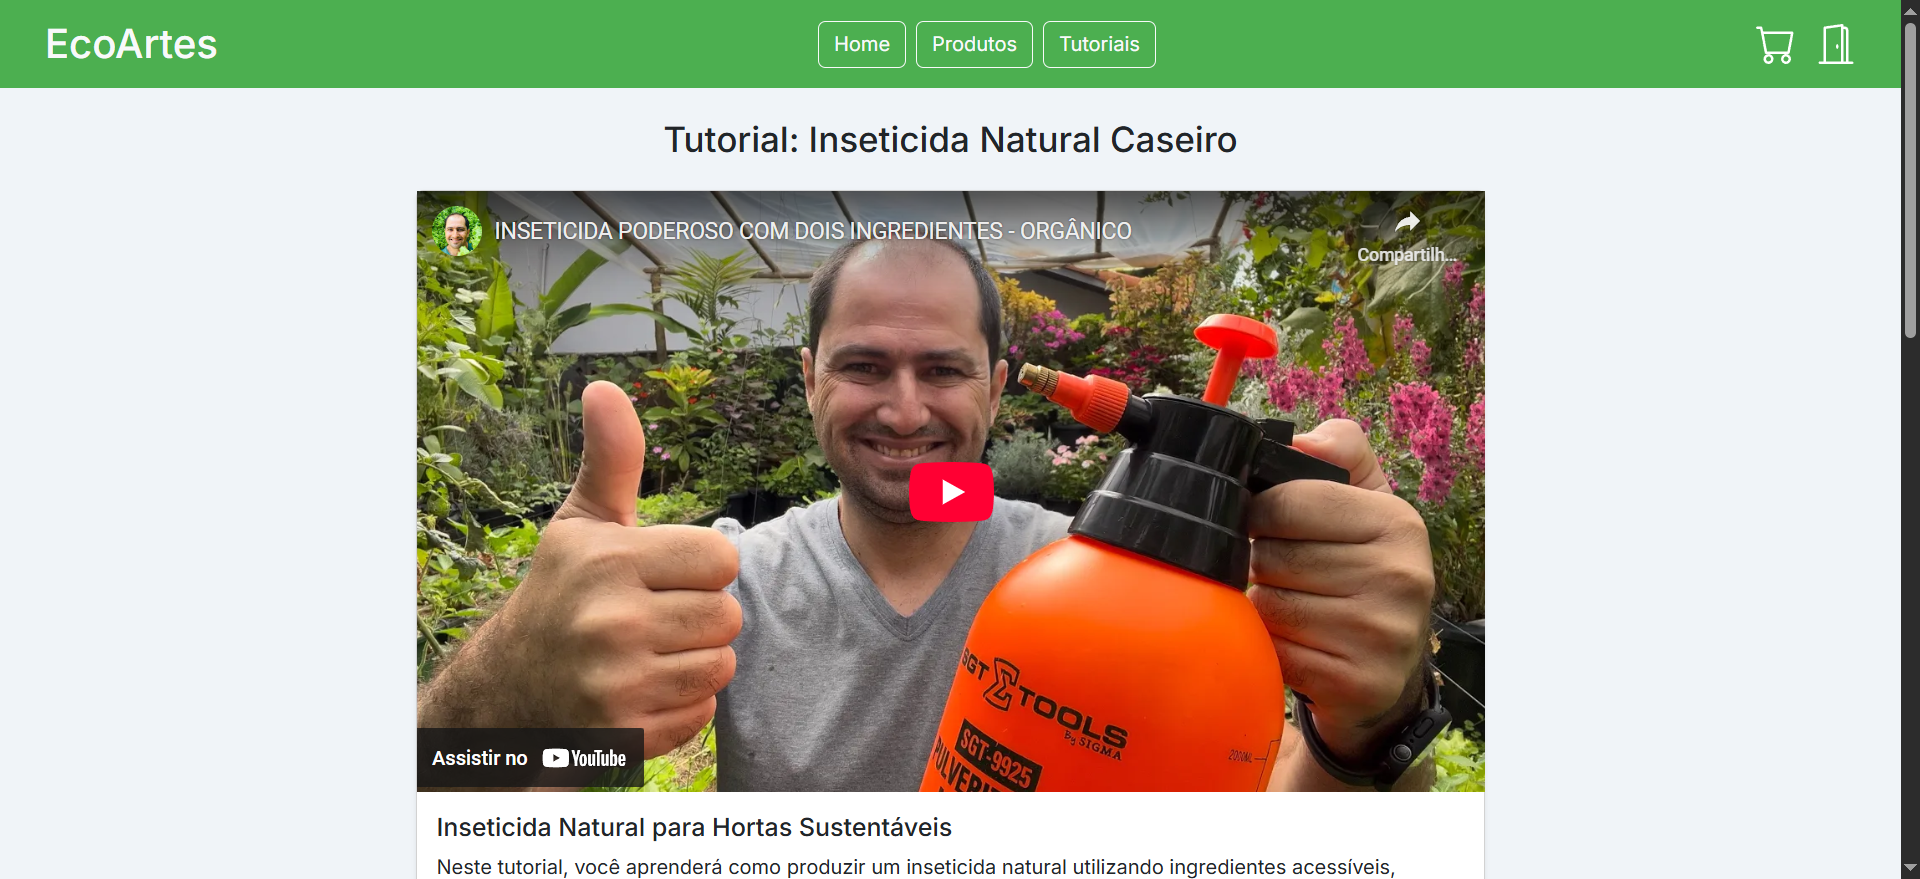 EcoArtes
Home
Produtos
Tutoriais
Tutorial: Inseticida Natural Caseiro
INSETICIDA PODEROSO COM DOIS INGREDIENTES - ORGÂNICO
Compartilh...
SGT TOOLS
By SIGMA
SGT-9925
2000ML
Assistir no YouTube
Inseticida Natural para Hortas Sustentáveis
Neste tutorial, você aprenderá como produzir um inseticida natural utilizando ingredientes acessíveis,